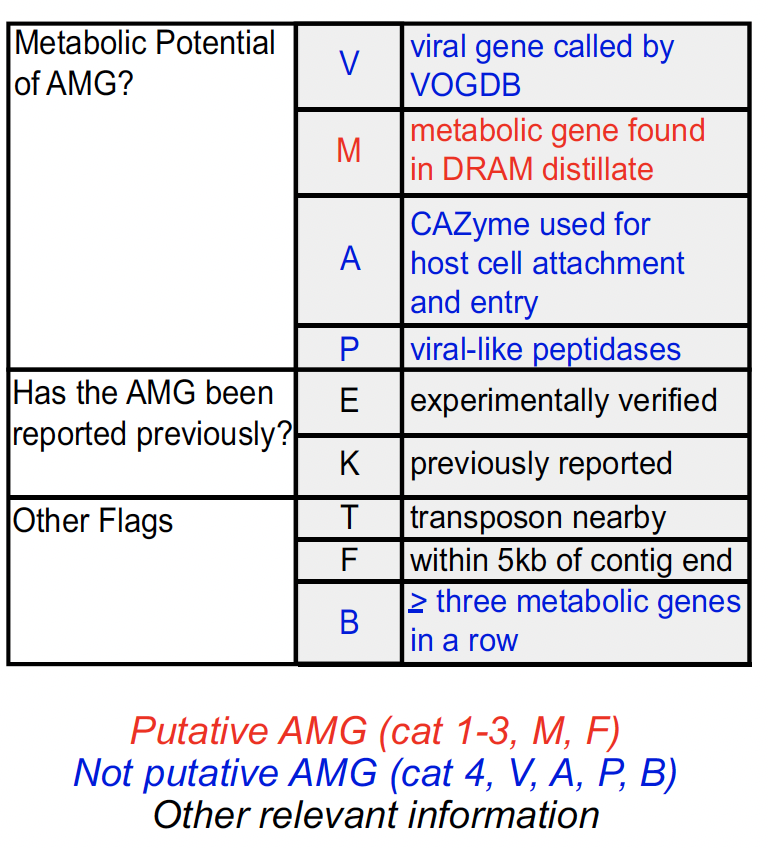 Metabolic Potential
of AMG?
V
viral gene called by
VOGDB
M
metabolic gene found
in DRAM distillate
A
CAZyme used for
host cell attachment
and entry
P
viral-like peptidases
Has the AMG been
reported previously?
E
experimentally verified
K
previously reported
Other Flags
T
transposon nearby
F
within 5kb of contig end
B
≥ three metabolic genes
in a row
Putative AMG (cat 1-3, M, F)
Not putative AMG (cat 4, V, A, P, B)
Other relevant information